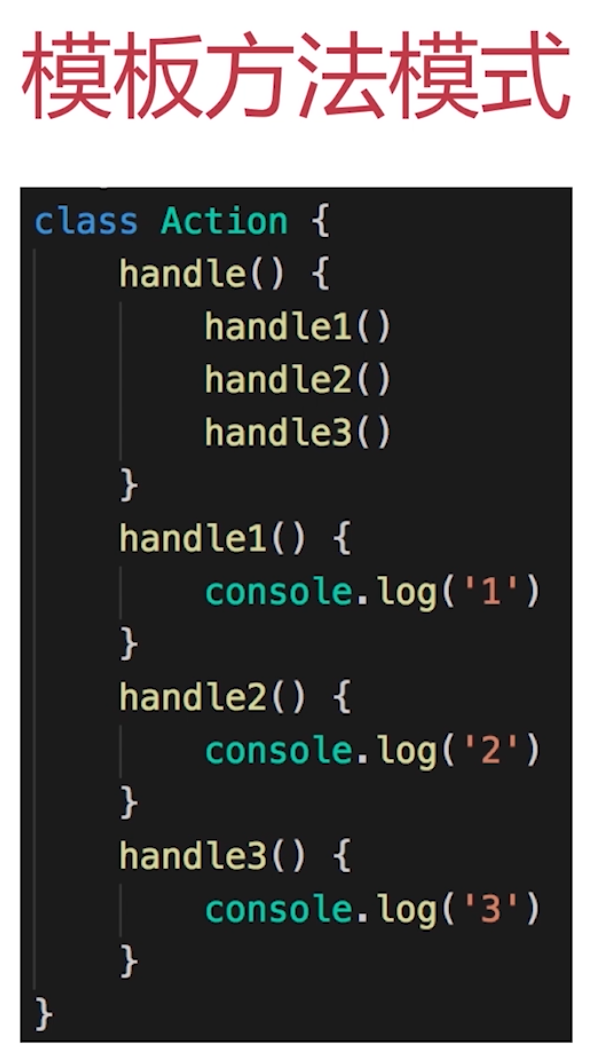 模板方法模式
class Action {
    handle() {
        handle1()
        handle2()
        handle3()
    }
    handle1() {
        console.log('1')
    }
    handle2() {
        console.log('2')
    }
    handle3() {
        console.log('3')
    }
}